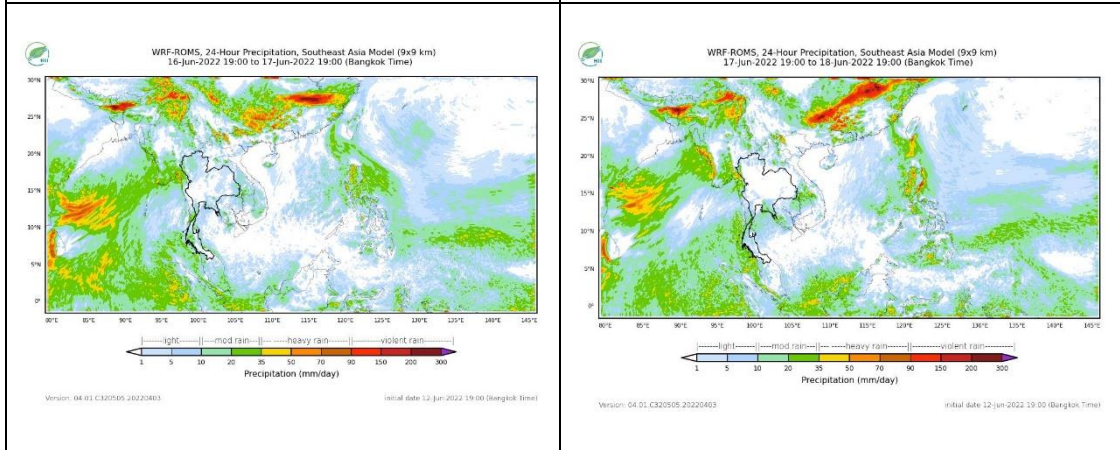 WRF-ROMS, 24-Hour Precipitation, Southeast Asia Model (9x9 km)
16-Jun-2022 19:00 to 17-Jun-2022 19:00 (Bangkok Time)
30°N
25°N
20°N
15°N
10°N
5°N
0°
80°E 85°E 90°E 95°E 100°E 105°E 110°E 115°E 120°E 125°E 130°E 135°E 140°E 145°E
|-------light-------||----mod rain---||--- -----heavy rain---------||---------violent rain----------|
1 5 10 20 35 50 70 90 150 200 300
Precipitation (mm/day)
Version: 04.01.C320505.20220403
initial date 12-Jun-2022 19:00 (Bangkok Time)
WRF-ROMS, 24-Hour Precipitation, Southeast Asia Model (9x9 km)
17-Jun-2022 19:00 to 18-Jun-2022 19:00 (Bangkok Time)
30°N
25°N
20°N
15°N
10°N
5°N
0°
80°E 85°E 90°E 95°E 100°E 105°E 110°E 115°E 120°E 125°E 130°E 135°E 140°E 145°E
|-------light-------||----mod rain---||--- -----heavy rain---------||---------violent rain----------|
1 5 10 20 35 50 70 90 150 200 300
Precipitation (mm/day)
Version: 04.01.C320505.20220403
initial date 12-Jun-2022 19:00 (Bangkok Time)